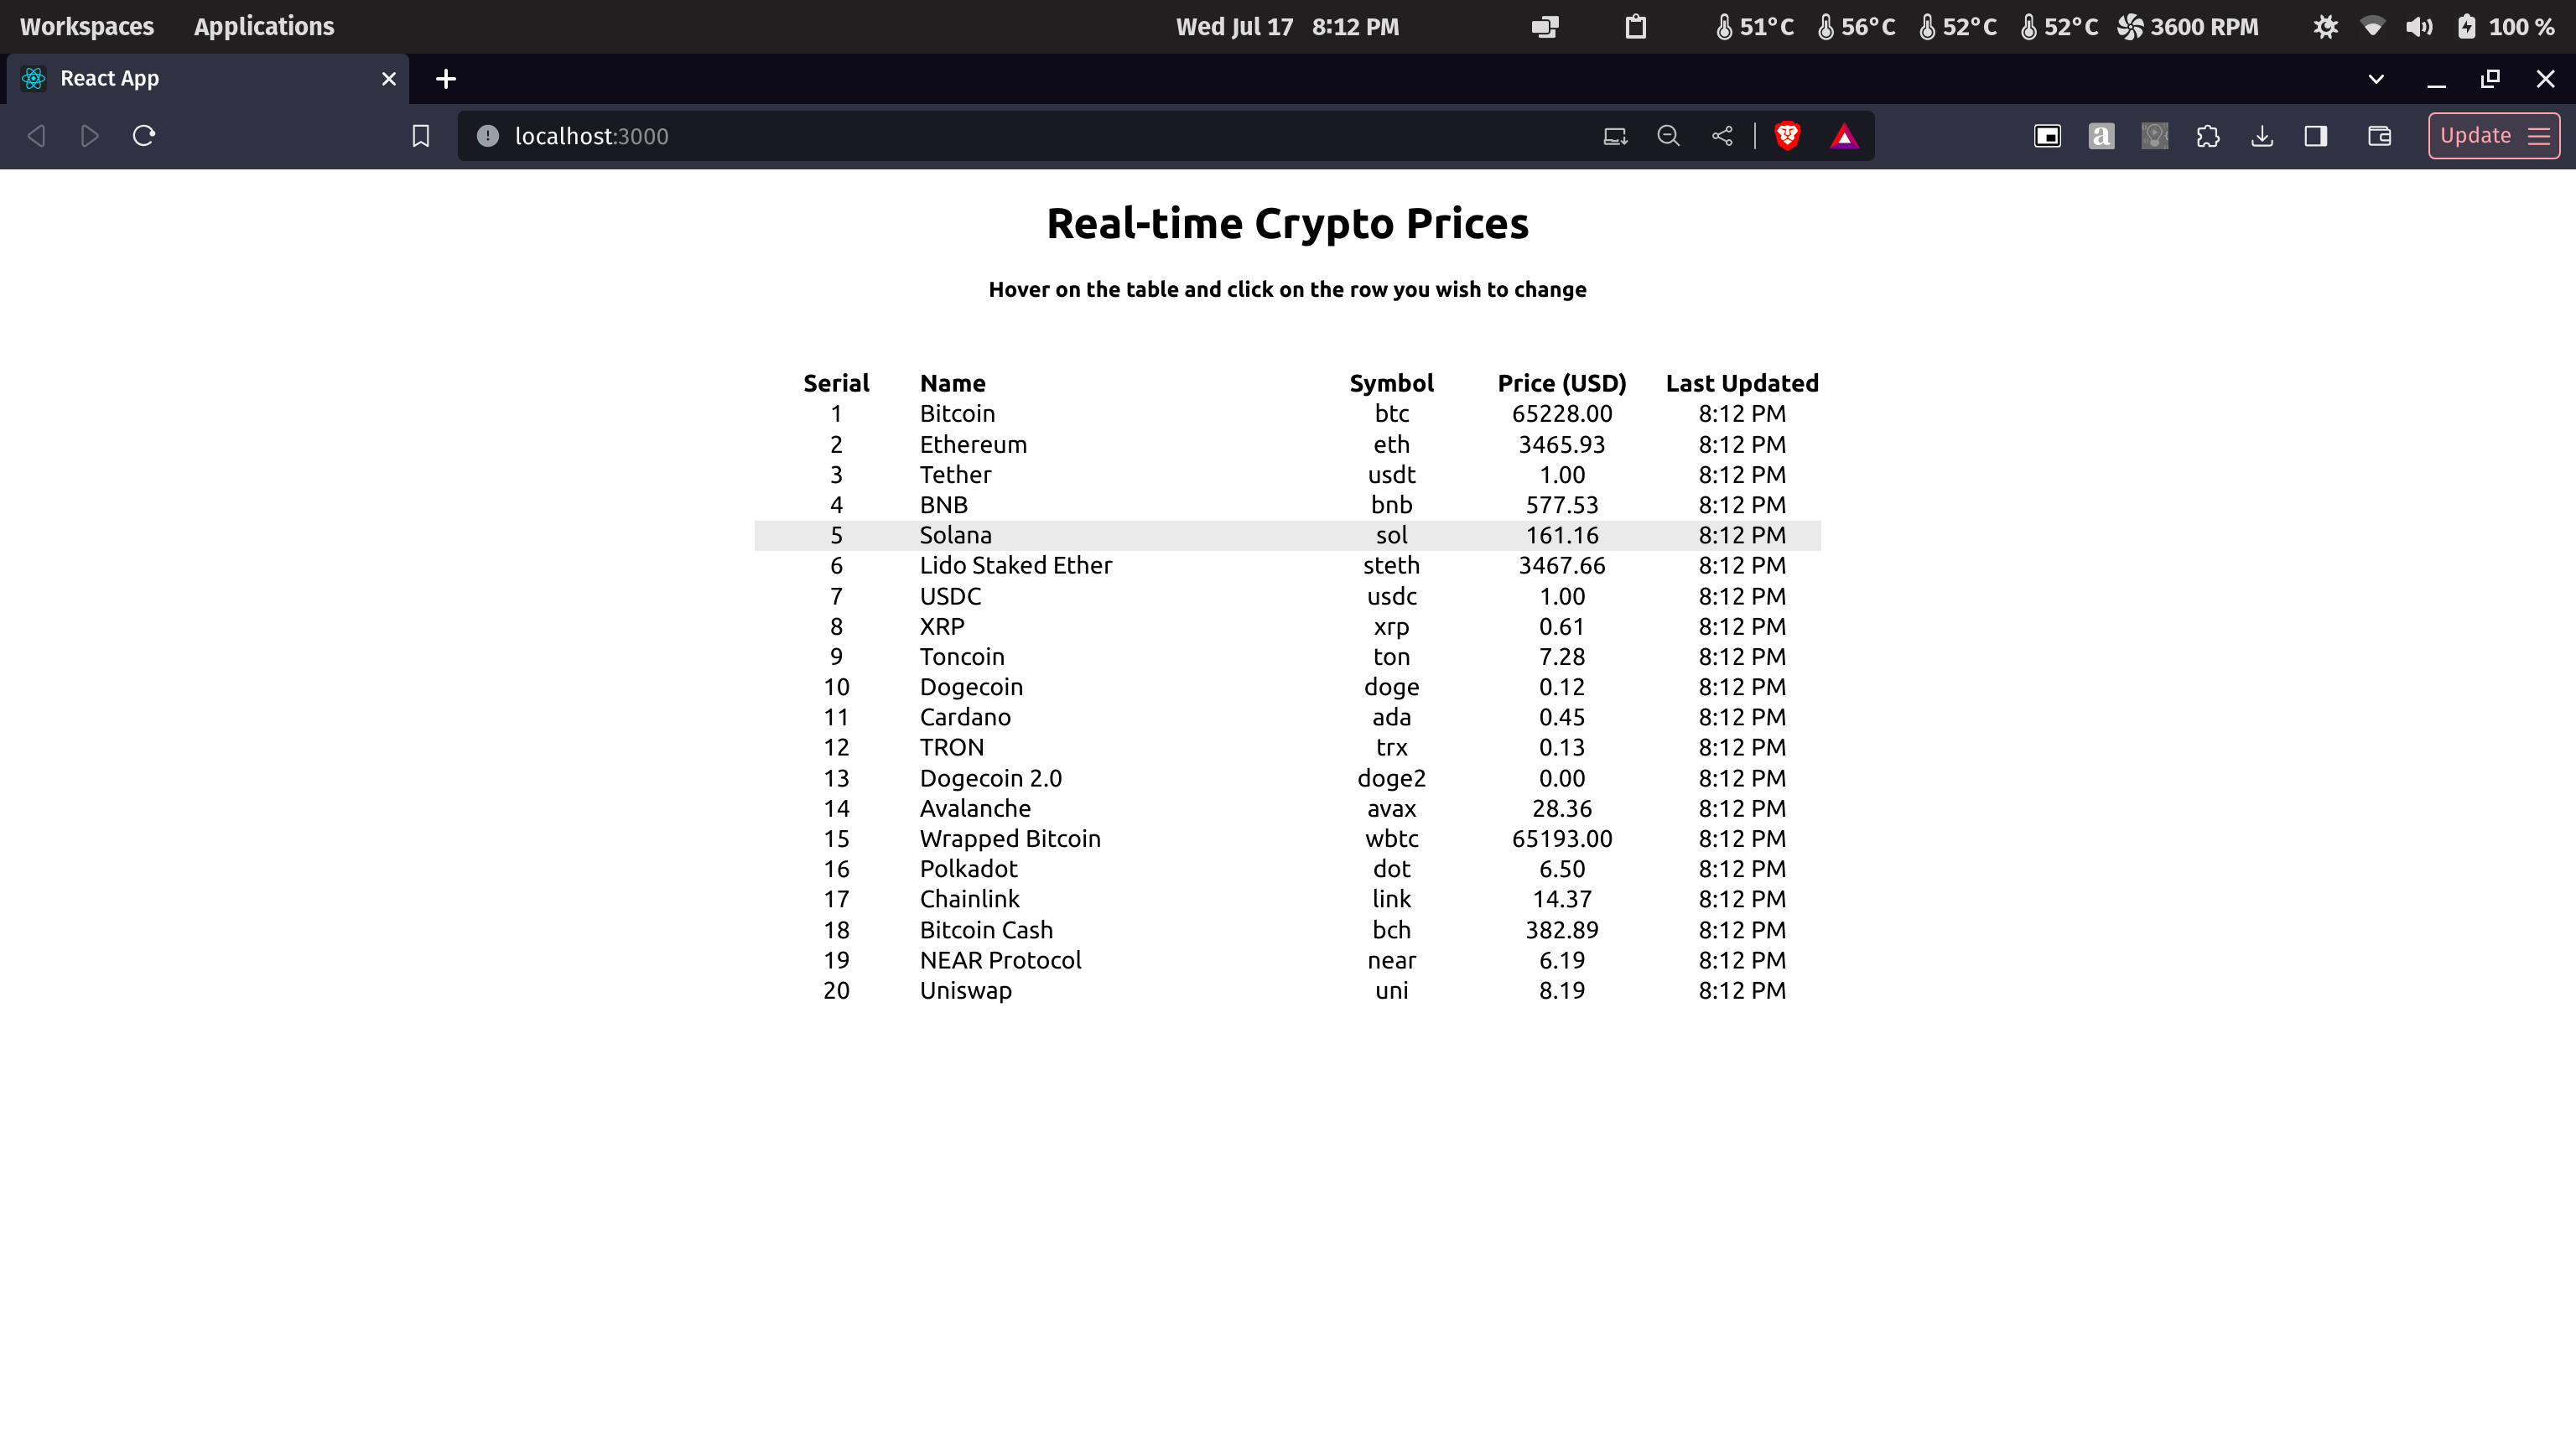 Workspaces Applications Wed Jul 17 8:12 PM 51°C 56°C 52°C 52°C 3600 RPM 100 %
React App
localhost:3000 a Update
Real-time Crypto Prices
Hover on the table and click on the row you wish to change
Serial Name Symbol Price (USD) Last Updated
1 Bitcoin btc 65228.00 8:12 PM
2 Ethereum eth 3465.93 8:12 PM
3 Tether usdt 1.00 8:12 PM
4 BNB bnb 577.53 8:12 PM
5 Solana sol 161.16 8:12 PM
6 Lido Staked Ether steth 3467.66 8:12 PM
7 USDC usdc 1.00 8:12 PM
8 XRP xrp 0.61 8:12 PM
9 Toncoin ton 7.28 8:12 PM
10 Dogecoin doge 0.12 8:12 PM
11 Cardano ada 0.45 8:12 PM
12 TRON trx 0.13 8:12 PM
13 Dogecoin 2.0 doge2 0.00 8:12 PM
14 Avalanche avax 28.36 8:12 PM
15 Wrapped Bitcoin wbtc 65193.00 8:12 PM
16 Polkadot dot 6.50 8:12 PM
17 Chainlink link 14.37 8:12 PM
18 Bitcoin Cash bch 382.89 8:12 PM
19 NEAR Protocol near 6.19 8:12 PM
20 Uniswap uni 8.19 8:12 PM